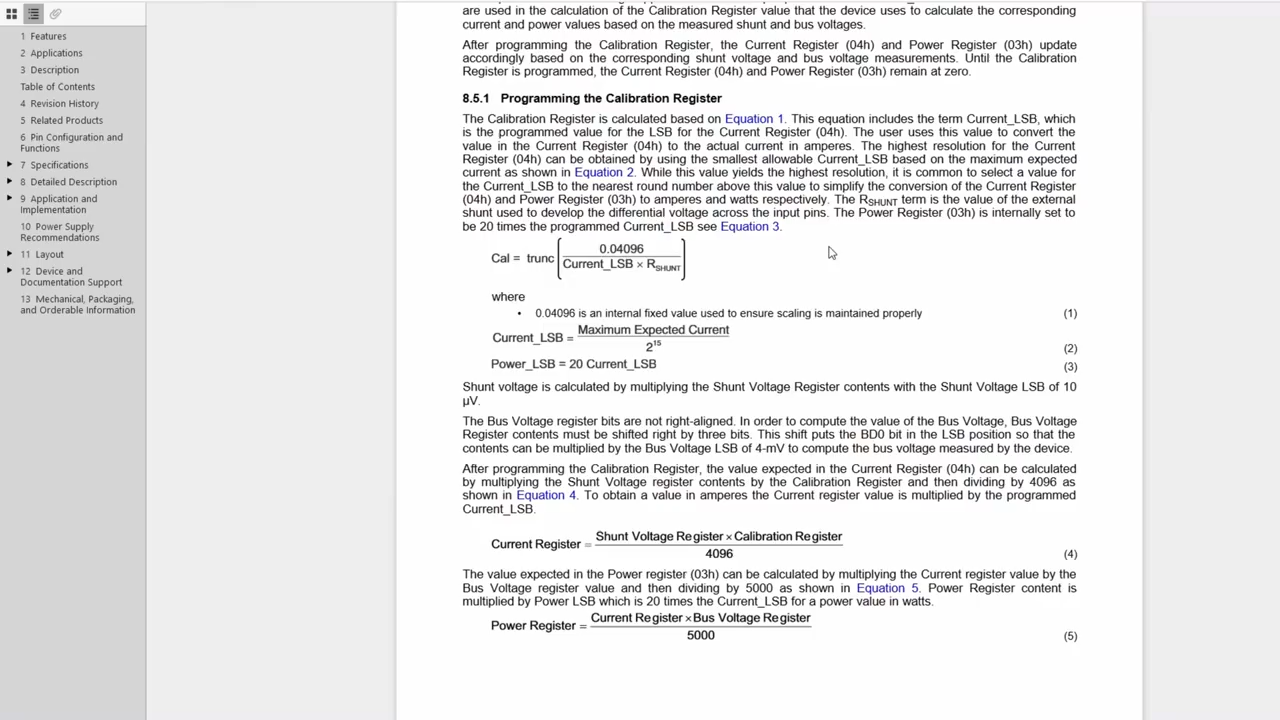 1 Features
2 Applications
3 Description
Table of Contents
4 Revision History
5 Related Products
6 Pin Configuration and
Functions
7 Specifications
8 Detailed Description
9 Application and
Implementation
10 Power Supply
Recommendations
11 Layout
12 Device and
Documentation Support
13 Mechanical, Packaging,
and Orderable Information
are used in the calculation of the Calibration Register value that the device uses to calculate the corresponding
current and power values based on the measured shunt and bus voltages.
After programming the Calibration Register, the Current Register (04h) and Power Register (03h) update
accordingly based on the corresponding shunt voltage and bus voltage measurements. Until the Calibration
Register is programmed, the Current Register (04h) and Power Register (03h) remain at zero.
8.5.1 Programming the Calibration Register
The Calibration Register is calculated based on Equation 1. This equation includes the term Current_LSB, which
is the programmed value for the LSB for the Current Register (04h). The user uses this value to convert the
value in the Current Register (04h) to the actual current in amperes. The highest resolution for the Current
Register (04h) can be obtained by using the smallest allowable Current_LSB based on the maximum expected
current as shown in Equation 2. While this value yields the highest resolution, it is common to select a value for
the Current_LSB to the nearest round number above this value to simplify the conversion of the Current Register
(04h) and Power Register (03h) to amperes and watts respectively. The RSHUNT term is the value of the external
shunt used to develop the differential voltage across the input pins. The Power Register (03h) is internally set to
be 20 times the programmed Current_LSB see Equation 3.
0.04096
Cal = trunc
Current_LSB × RSHUNT
where
• 0.04096 is an internal fixed value used to ensure scaling is maintained properly (1)
Maximum Expected Current
Current_LSB =
2^15 (2)
Power_LSB = 20 Current_LSB (3)
Shunt voltage is calculated by multiplying the Shunt Voltage Register contents with the Shunt Voltage LSB of 10
µV.
The Bus Voltage register bits are not right-aligned. In order to compute the value of the Bus Voltage, Bus Voltage
Register contents must be shifted right by three bits. This shift puts the BD0 bit in the LSB position so that the
contents can be multiplied by the Bus Voltage LSB of 4-mV to compute the bus voltage measured by the device.
After programming the Calibration Register, the value expected in the Current Register (04h) can be calculated
by multiplying the Shunt Voltage register contents by the Calibration Register and then dividing by 4096 as
shown in Equation 4. To obtain a value in amperes the Current register value is multiplied by the programmed
Current_LSB.
Shunt Voltage Register × Calibration Register
Current Register =
4096 (4)
The value expected in the Power register (03h) can be calculated by multiplying the Current register value by the
Bus Voltage register value and then dividing by 5000 as shown in Equation 5. Power Register content is
multiplied by Power LSB which is 20 times the Current_LSB for a power value in watts.
Current Register × Bus Voltage Register
Power Register =
5000 (5)